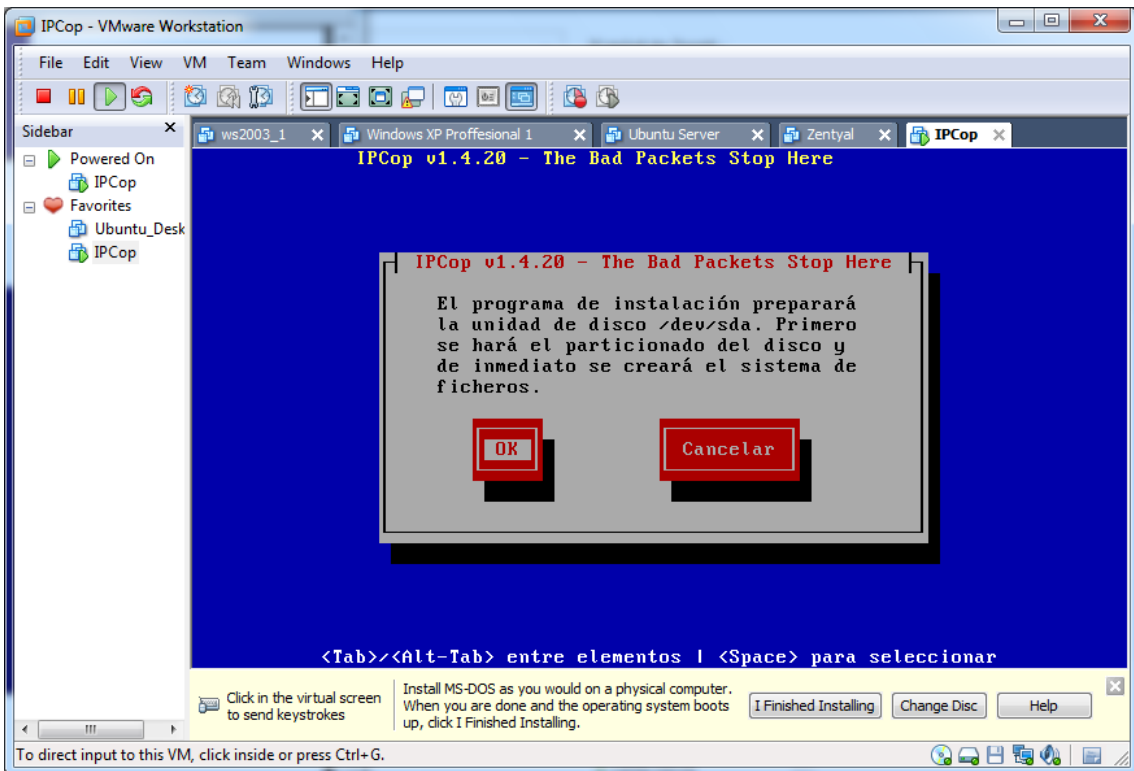 IPCop - VMware Workstation
File Edit View VM Team Windows Help
Sidebar
Powered On
IPCop
Favorites
Ubuntu_Desk
IPCop
ws2003_1 Windows XP Proffesional 1 Ubuntu Server Zentyal IPCop
IPCop v1.4.20 - The Bad Packets Stop Here
IPCop v1.4.20 - The Bad Packets Stop Here
El programa de instalación preparará
la unidad de disco /dev/sda. Primero
se hará el particionado del disco y
de inmediato se creará el sistema de
ficheros.
OK Cancelar
<Tab>/<Alt-Tab> entre elementos | <Space> para seleccionar
Click in the virtual screen
to send keystrokes
Install MS-DOS as you would on a physical computer.
When you are done and the operating system boots
up, click I Finished Installing.
I Finished Installing Change Disc Help
To direct input to this VM, click inside or press Ctrl+G.